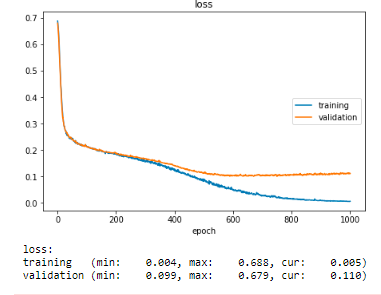 loss
0.7
0.6
0.5
0.4
0.3
0.2
0.1
0.0
training
validation
0 200 400 600 800 1000
epoch
loss:
training (min: 0.004, max: 0.688, cur: 0.005)
validation (min: 0.099, max: 0.679, cur: 0.110)